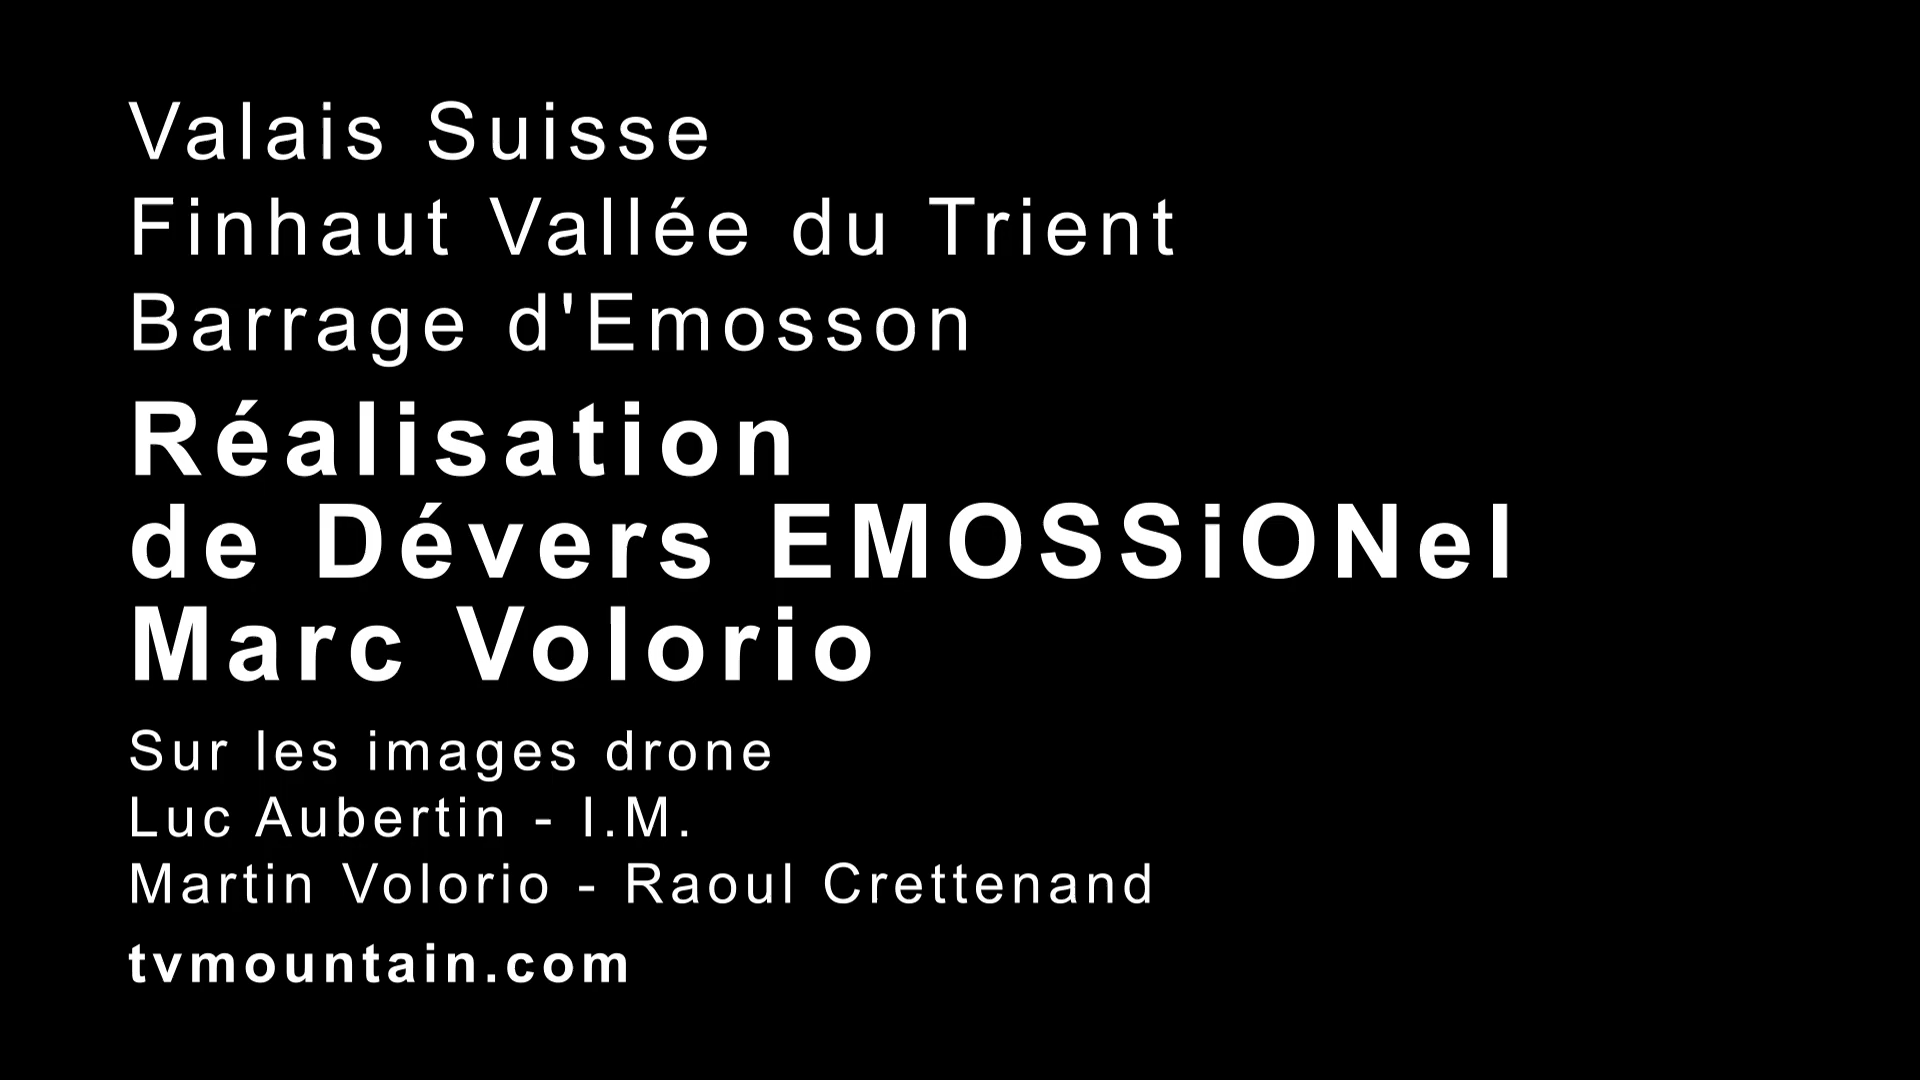 Valais Suisse
Finhaut Vallée du Trient
Barrage d'Emosson
Réalisation
de Dévers EMOSSiONel
Marc Volorio
Sur les images drone
Luc Aubertin - I.M.
Martin Volorio - Raoul Crettenand
tvmountain.com